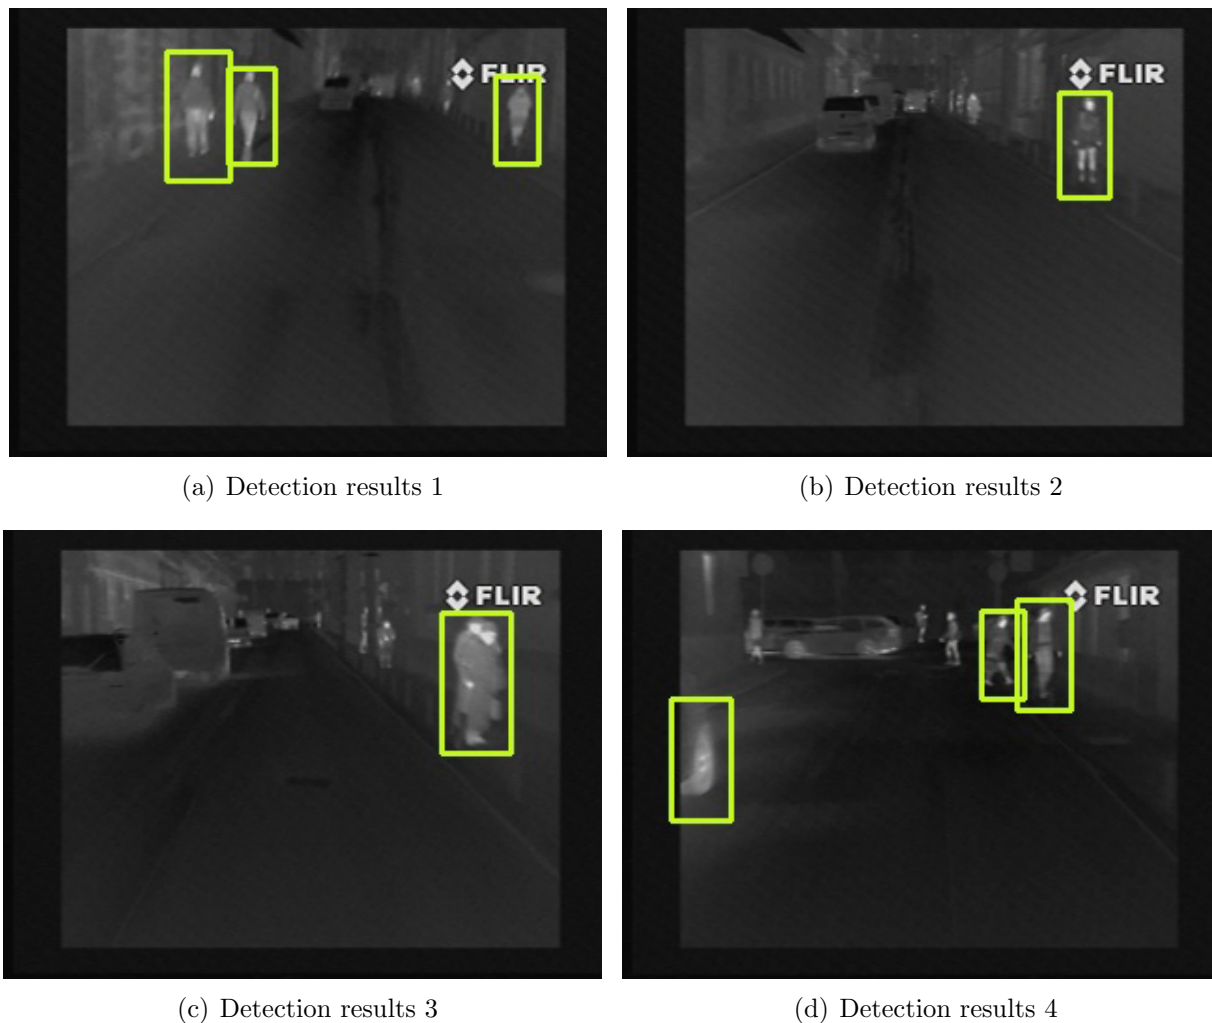 FLIR
FLIR
(a) Detection results 1
(b) Detection results 2
FLIR
FLIR
(c) Detection results 3
(d) Detection results 4